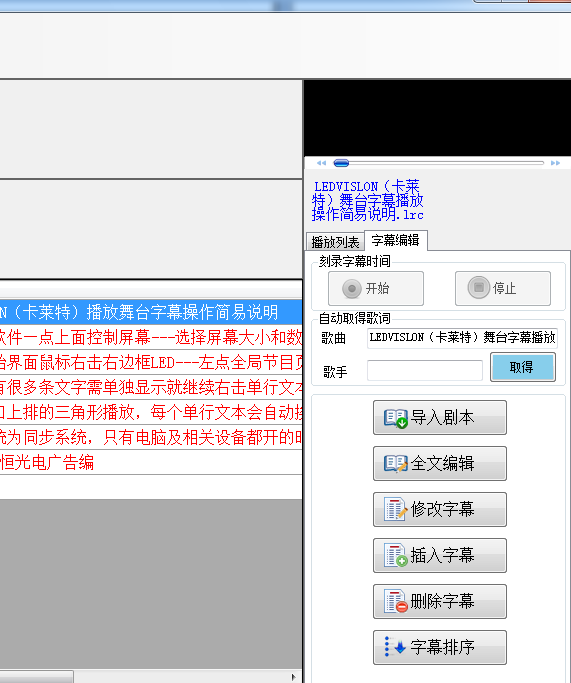 LEDVISLON（卡莱
特）舞台字幕播放
操作简易说明.lrc
播放列表 字幕编辑
刻录字幕时间
开始 停止
自动取得歌词
歌曲 LEDVISLON（卡莱特）舞台字幕播放
歌手 取得
导入剧本
全文编辑
修改字幕
插入字幕
删除字幕
字幕排序
N（卡莱特）播放舞台字幕操作简易说明
软件一点上面控制屏幕---选择屏幕大小和数
始界面鼠标右击右边框LED---左点全局节目页
有很多条文字需单独显示就继续右击单行文本
口上排的三角形播放，每个单行文本会自动接
统为同步系统，只有电脑及相关设备都开的时
恒光电广告编